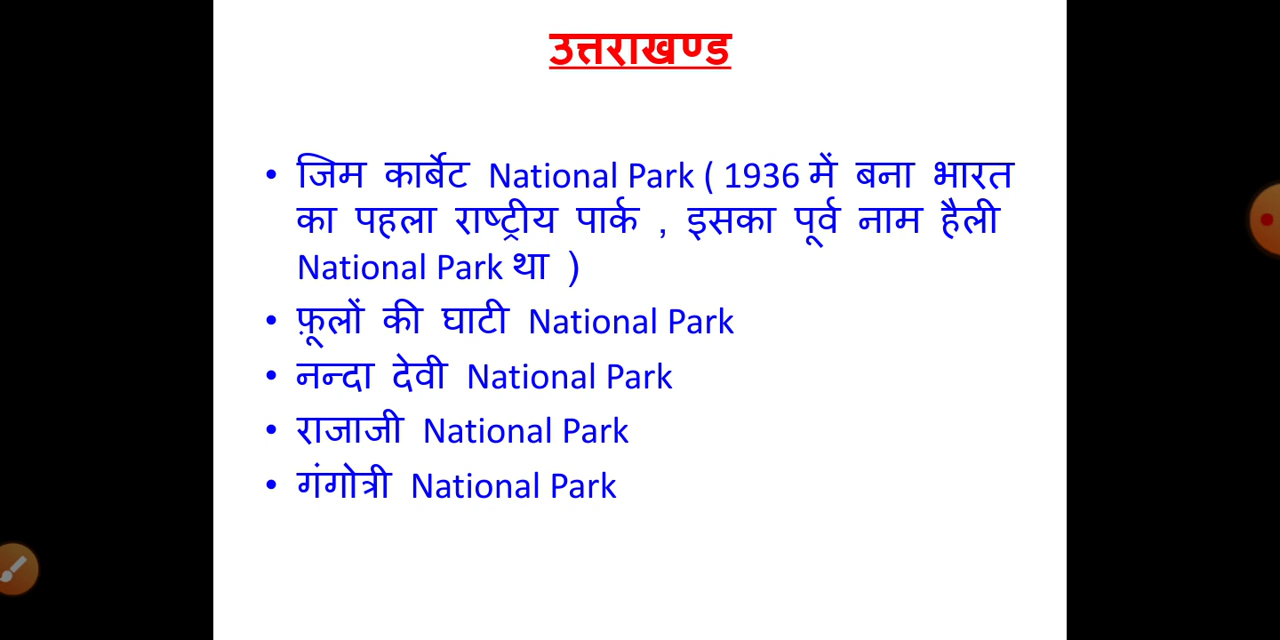 उत्तराखण्ड
• जिम कार्बेट National Park ( 1936 में बना भारत
का पहला राष्ट्रीय पार्क , इसका पूर्व नाम हैली
National Park था )
• फ़ूलों की घाटी National Park
• नन्दा देवी National Park
• राजाजी National Park
• गंगोत्री National Park